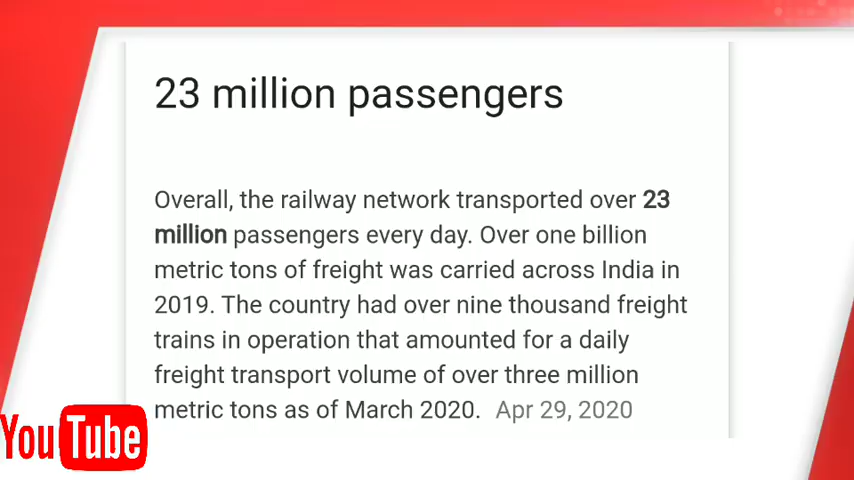 23 million passengers
Overall, the railway network transported over 23
million passengers every day. Over one billion
metric tons of freight was carried across India in
2019. The country had over nine thousand freight
trains in operation that amounted for a daily
freight transport volume of over three million
metric tons as of March 2020. Apr 29, 2020
YouTube